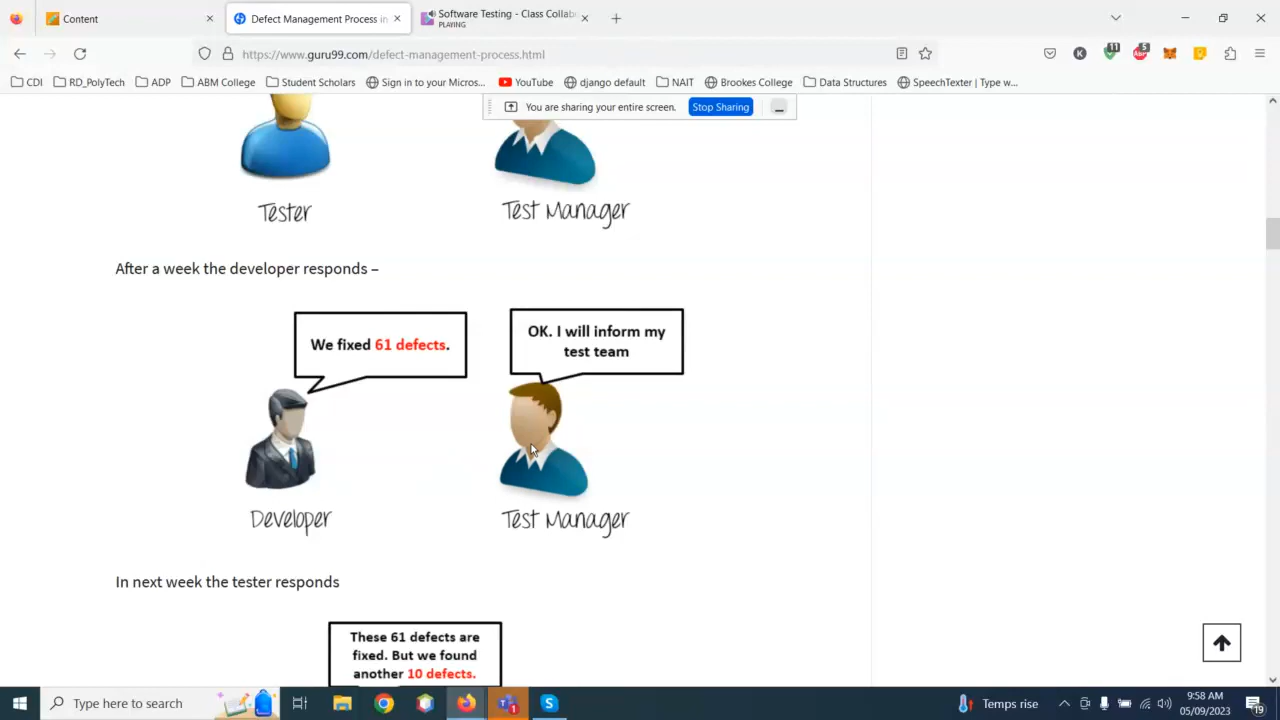 Content
Defect Management Process in
Software Testing - Class Collab
PLAYING
https://www.guru99.com/defect-management-process.html
K
11
5
CDI
RD_PolyTech
ADP
ABM College
Student Scholars
Sign in to your Micros...
YouTube
django default
NAIT
Brookes College
Data Structures
SpeechTexter | Type w...
You are sharing your entire screen.
Stop Sharing
Tester
Test Manager
After a week the developer responds –
We fixed 61 defects.
OK. I will inform my
test team
Developer
Test Manager
In next week the tester responds
These 61 defects are
fixed. But we found
another 10 defects.
Type here to search
1
Temps rise
9:58 AM
05/09/2023
19